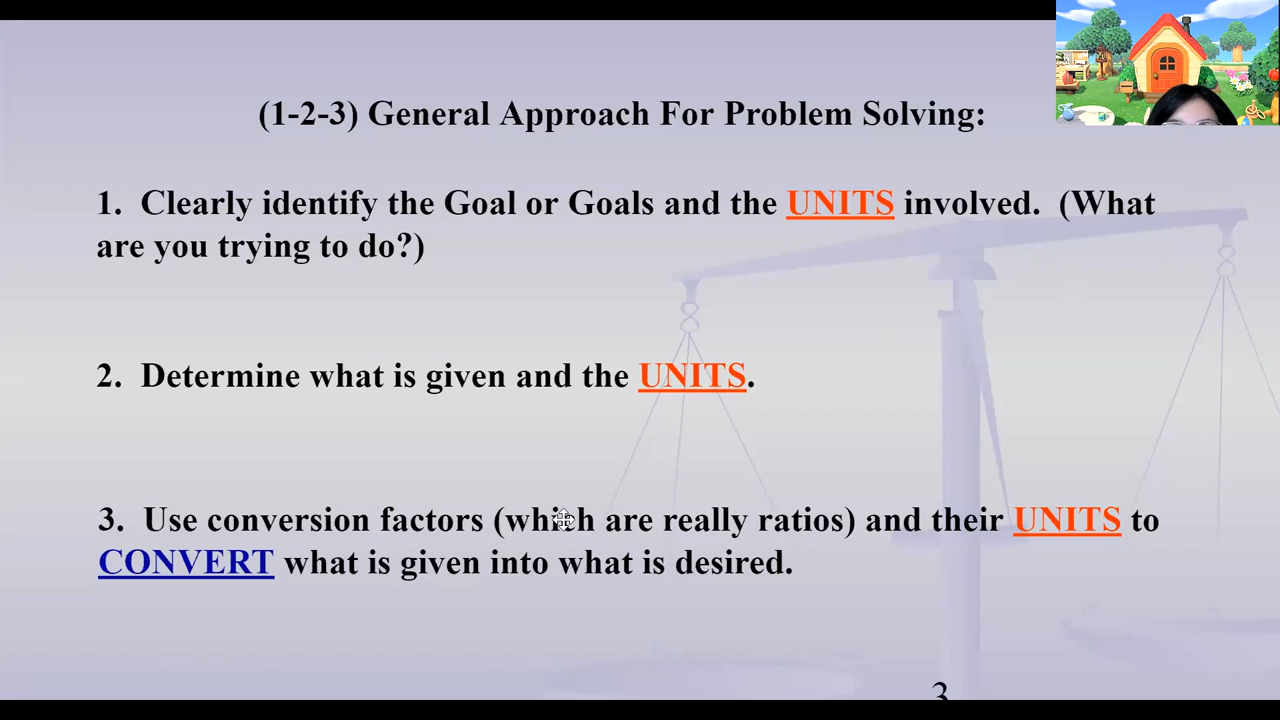 (1-2-3) General Approach For Problem Solving:
1. Clearly identify the Goal or Goals and the UNITS involved. (What
are you trying to do?)
2. Determine what is given and the UNITS.
3. Use conversion factors (which are really ratios) and their UNITS to
CONVERT what is given into what is desired.
3